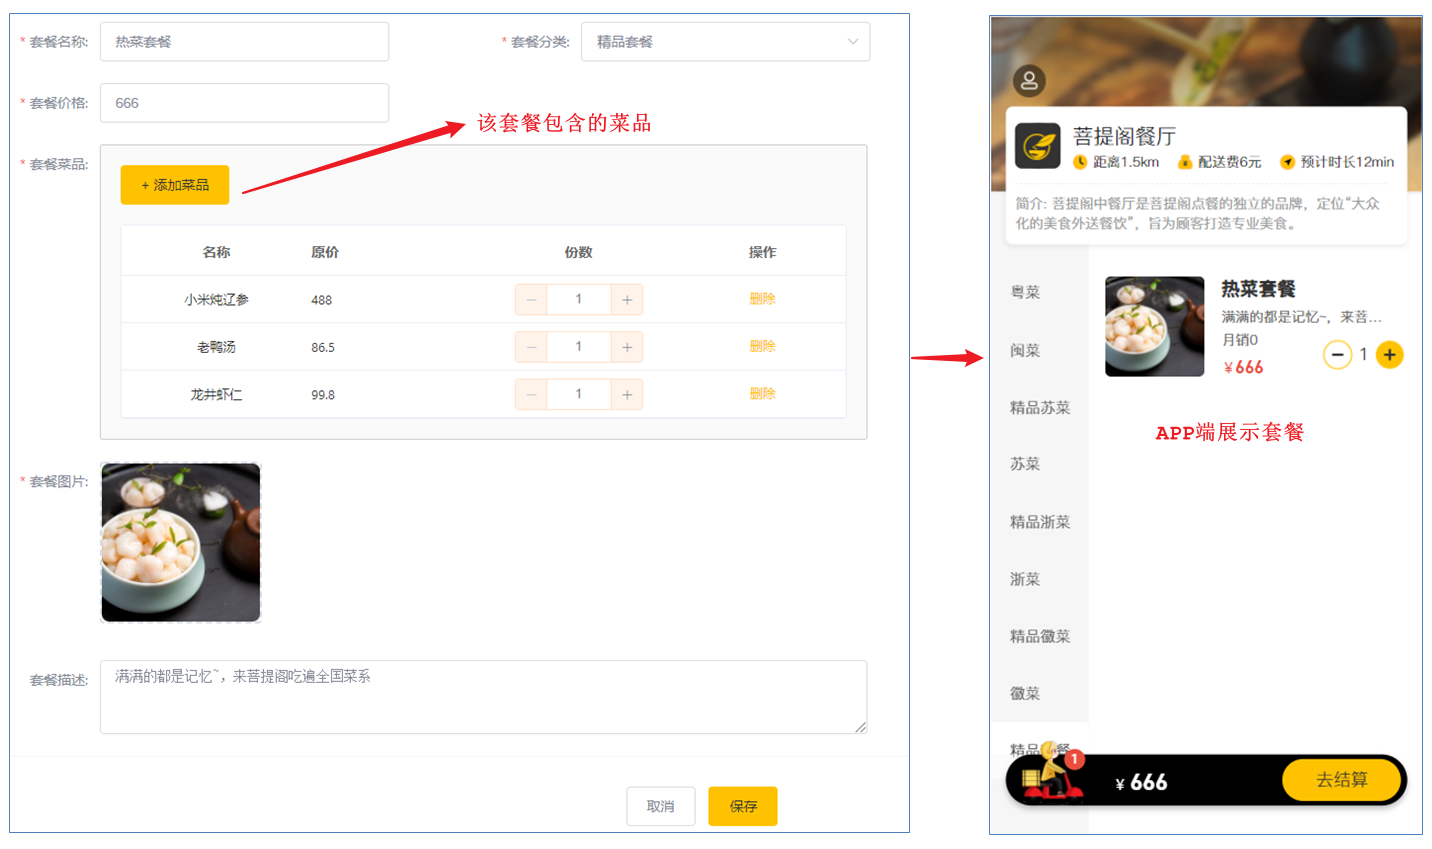 * 套餐名称: 热菜套餐
* 套餐分类: 精品套餐
* 套餐价格: 666
该套餐包含的菜品
* 套餐菜品:
+ 添加菜品
名称 原价 份数 操作
小米炖辽参 488 － 1 ＋ 删除
老鸭汤 86.5 － 1 ＋ 删除
龙井虾仁 99.8 － 1 ＋ 删除
* 套餐图片:
套餐描述: 满满的都是记忆~，来菩提阁吃遍全国菜系
取消 保存
菩提阁餐厅
距离1.5km 配送费6元 预计时长12min
简介: 菩提阁中餐厅是菩提阁点餐的独立的品牌，定位“大众
化的美食外送餐饮”，旨为顾客打造专业美食。
粤菜
闽菜
精品苏菜
苏菜
精品浙菜
浙菜
精品徽菜
徽菜
热菜套餐
满满的都是记忆~，来菩...
月销0
¥666
1
APP端展示套餐
精品 餐
1
¥ 666
去结算